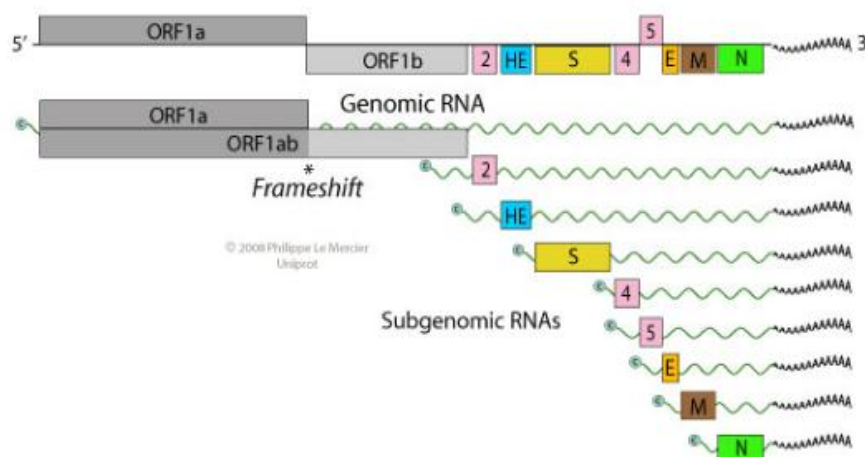 ORF1a 5
5' 3
ORF1b 2 HE S 4 E M N
Genomic RNA
c ORF1a
ORF1ab
*
Frameshift
c 2
c HE
© 2008 Philippe Le Mercier
Uniprot
c S
c 4
Subgenomic RNAs
c 5
c E
c M
c N